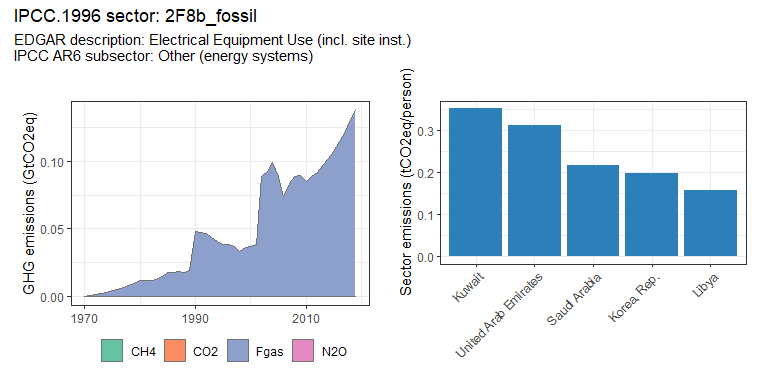 IPCC.1996 sector: 2F8b_fossil
EDGAR description: Electrical Equipment Use (incl. site inst.)
IPCC AR6 subsector: Other (energy systems)
GHG emissions (GtCO2eq)
0.10
0.05
0.00
1970
1990
2010
CH4
CO2
Fgas
N2O
Sector emissions (tCO2eq/person)
0.3
0.2
0.1
0.0
Kuwait
United Arab Emirates
Saudi Arabia
Korea, Rep.
Libya